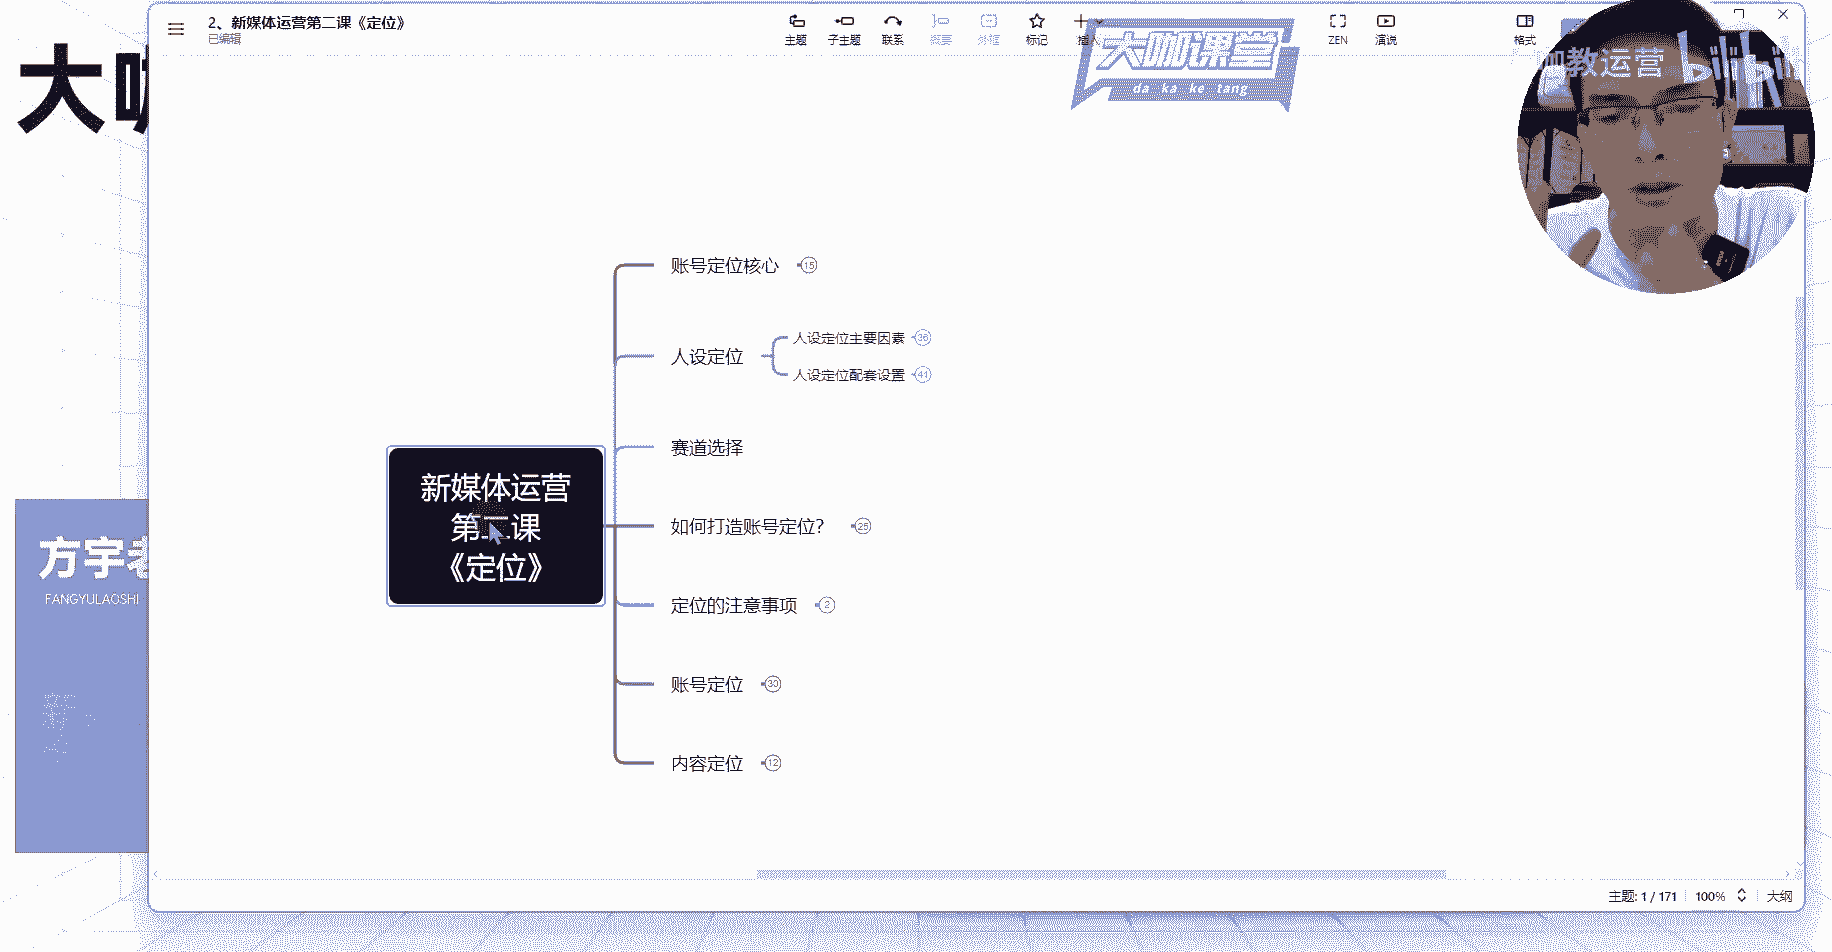 2、新媒体运营第二课《定位》
已编辑
主题
子主题
联系
概要
外框
标记
插入
ZEN
演说
格式
大咖课堂
da ka ke tang
咖教运营
bilibili
大咖
账号定位核心
15
人设定位
人设定位主要因素
36
人设定位配套设置
41
赛道选择
新媒体运营
第二课
《定位》
如何打造账号定位?
25
定位的注意事项
2
账号定位
30
内容定位
12
方宇老
FANGYULAOSHI
主题: 1 / 171
100%
大纲